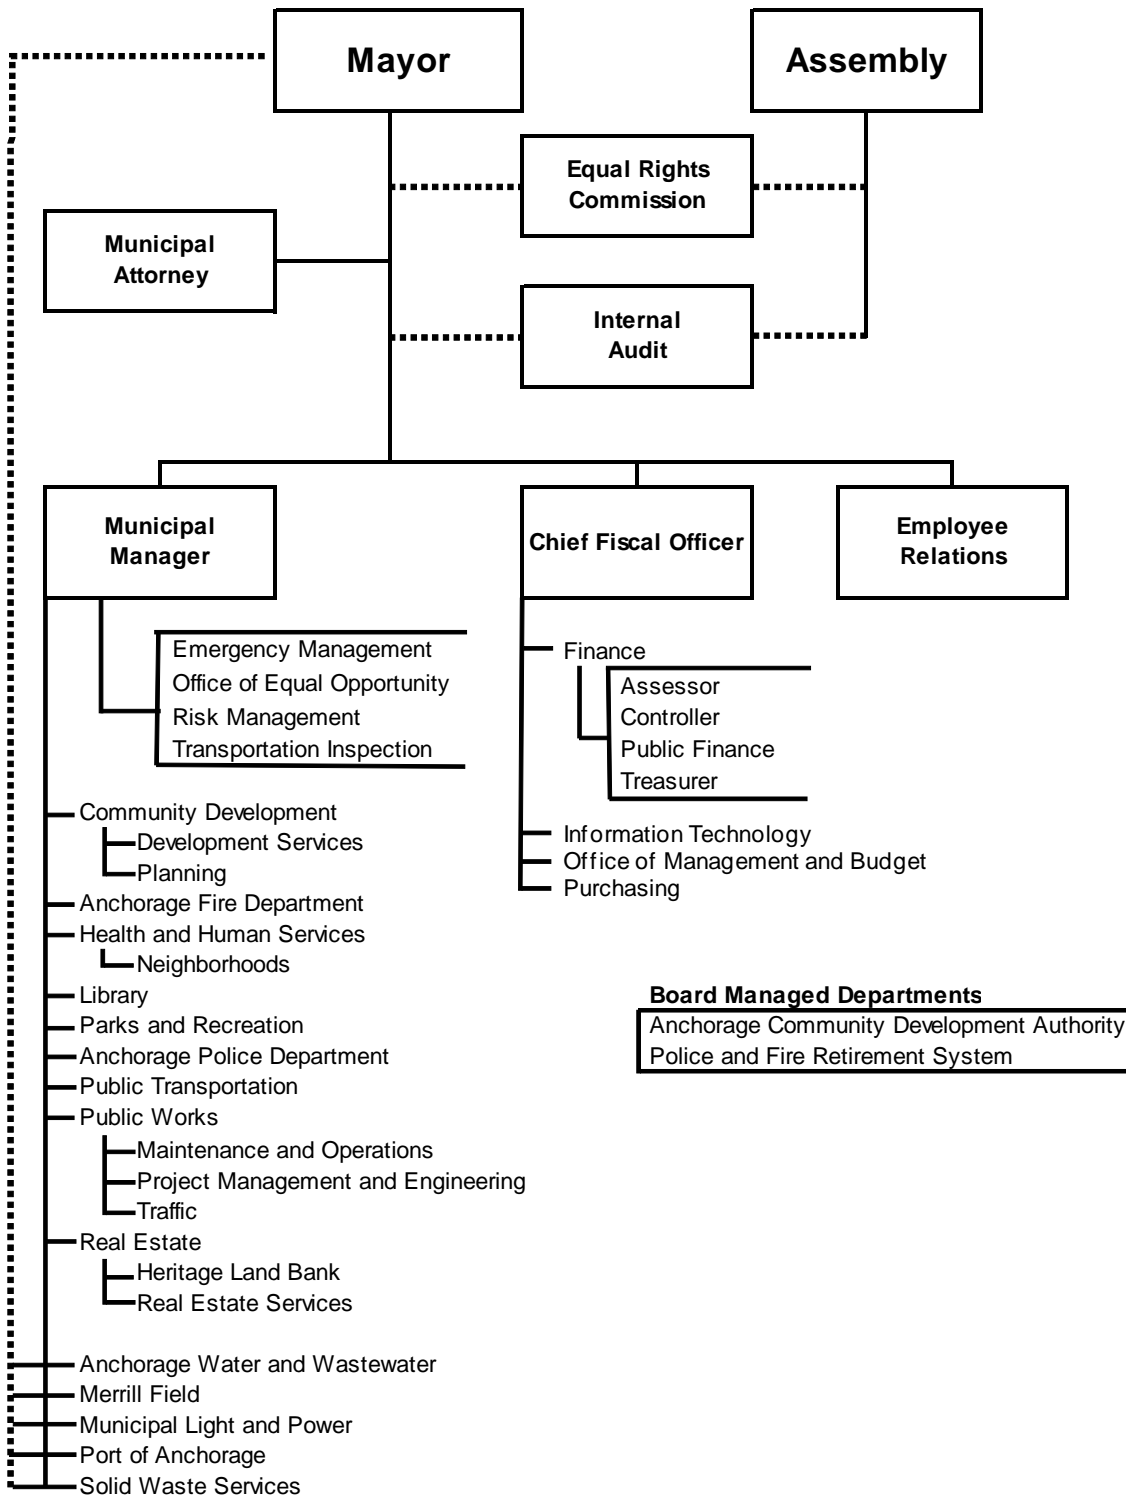 Mayor
Assembly
Equal Rights
Commission
Municipal
Attorney
Internal
Audit
Municipal
Manager
Chief Fiscal Officer
Employee
Relations
Emergency Management
Office of Equal Opportunity
Risk Management
Transportation Inspection
Finance
Assessor
Controller
Public Finance
Treasurer
Information Technology
Office of Management and Budget
Purchasing
Community Development
Development Services
Planning
Anchorage Fire Department
Health and Human Services
Neighborhoods
Library
Parks and Recreation
Anchorage Police Department
Public Transportation
Public Works
Maintenance and Operations
Project Management and Engineering
Traffic
Real Estate
Heritage Land Bank
Real Estate Services
Anchorage Water and Wastewater
Merrill Field
Municipal Light and Power
Port of Anchorage
Solid Waste Services
Board Managed Departments
Anchorage Community Development Authority
Police and Fire Retirement System